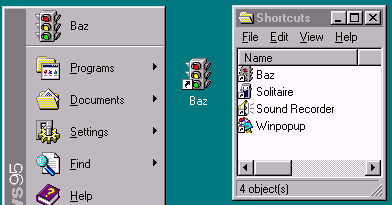 Baz
Programs
Documents
Settings
Find
Help
ws95
Baz
Shortcuts
File Edit View Help
Name
Baz
Solitaire
Sound Recorder
Winpopup
4 object(s)